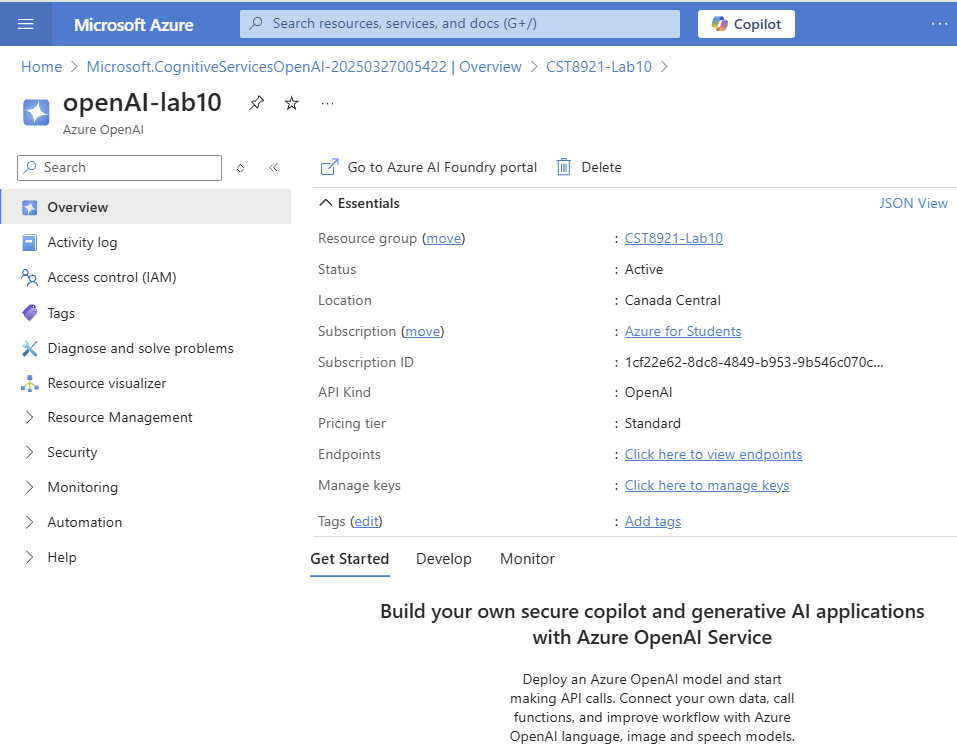 Microsoft Azure
Search resources, services, and docs (G+/)
Copilot
Home > Microsoft.CognitiveServicesOpenAI-20250327005422 | Overview > CST8921-Lab10 >
openAI-lab10
Azure OpenAI
Search
Go to Azure AI Foundry portal
Delete
Overview
Activity log
Access control (IAM)
Tags
Diagnose and solve problems
Resource visualizer
Resource Management
Security
Monitoring
Automation
Help
Essentials
JSON View
Resource group (move) : CST8921-Lab10
Status : Active
Location : Canada Central
Subscription (move) : Azure for Students
Subscription ID : 1cf22e62-8dc8-4849-b953-9b546c070c...
API Kind : OpenAI
Pricing tier : Standard
Endpoints : Click here to view endpoints
Manage keys : Click here to manage keys
Tags (edit) : Add tags
Get Started Develop Monitor
Build your own secure copilot and generative AI applications
with Azure OpenAI Service
Deploy an Azure OpenAI model and start
making API calls. Connect your own data, call
functions, and improve workflow with Azure
OpenAI language, image and speech models.